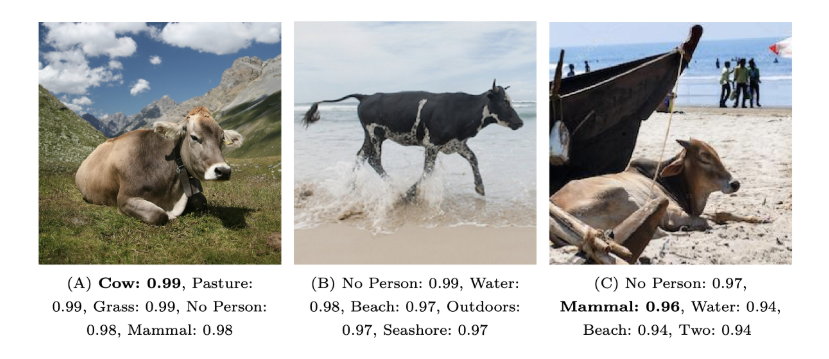 (A) Cow: 0.99, Pasture:
0.99, Grass: 0.99, No Person:
0.98, Mammal: 0.98
(B) No Person: 0.99, Water:
0.98, Beach: 0.97, Outdoors:
0.97, Seashore: 0.97
(C) No Person: 0.97,
Mammal: 0.96, Water: 0.94,
Beach: 0.94, Two: 0.94